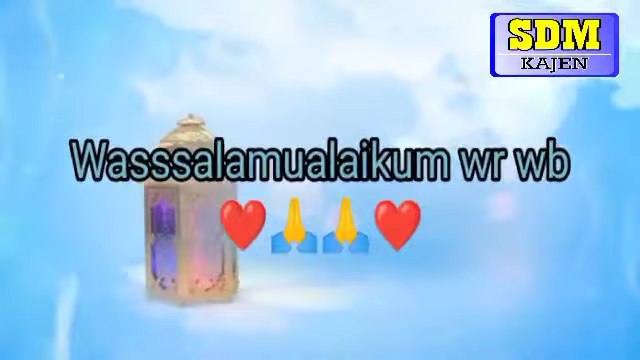 SDM
KAJEN
Wasssalamualaikum wr wb
❤️🙏🙏❤️